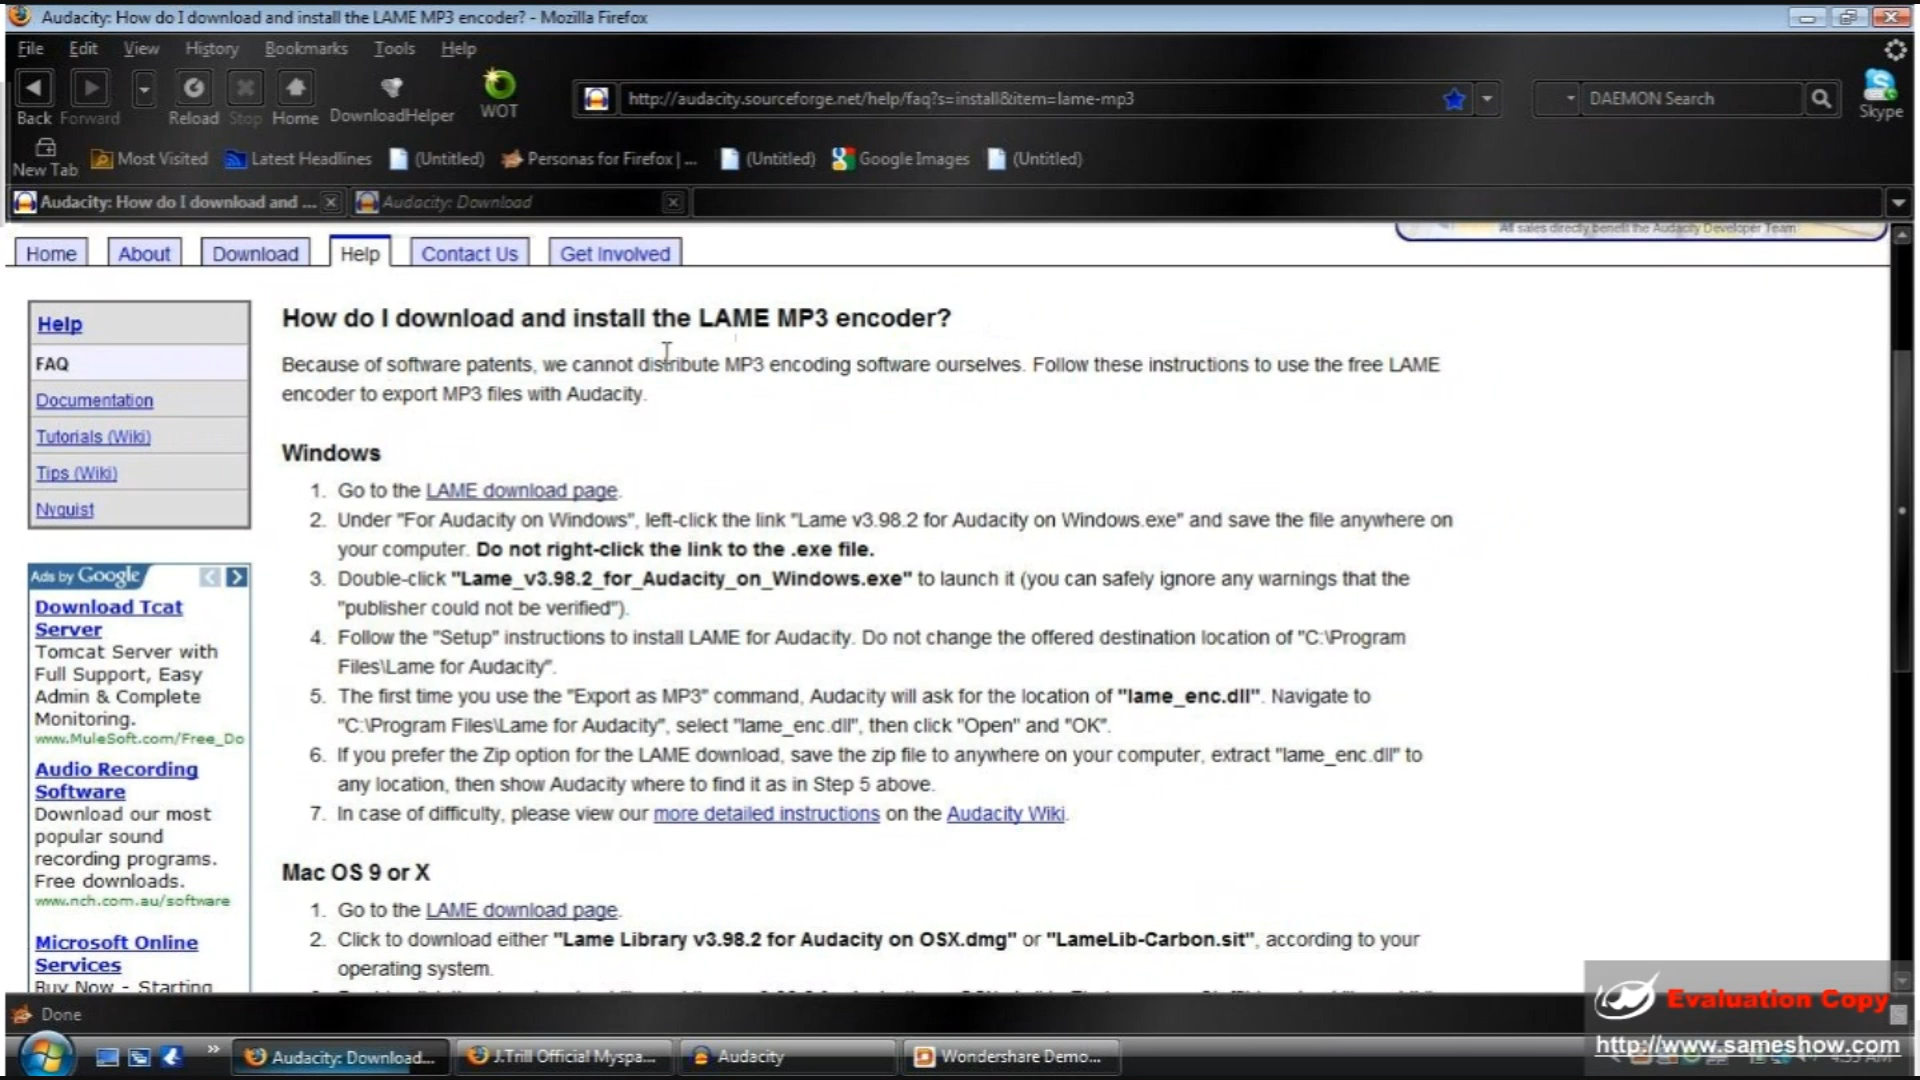 Audacity: How do I download and install the LAME MP3 encoder? - Mozilla Firefox
File Edit View History Bookmarks Tools Help
Back Forward Reload Stop Home DownloadHelper WOT
http://audacity.sourceforge.net/help/faq?s=install&item=lame-mp3
DAEMON Search
Skype
New Tab Most Visited Latest Headlines (Untitled) Personas for Firefox | ... (Untitled) Google Images (Untitled)
Audacity: How do I download and ... Audacity: Download
All sales directly benefit the Audacity Developer Team
Home About Download Help Contact Us Get Involved
Help
FAQ
Documentation
Tutorials (Wiki)
Tips (Wiki)
Nyquist
Ads by Google
Download Tcat
Server
Tomcat Server with
Full Support, Easy
Admin & Complete
Monitoring.
www.MuleSoft.com/Free_Do
Audio Recording
Software
Download our most
popular sound
recording programs.
Free downloads.
www.nch.com.au/software
Microsoft Online
Services
Buy Now - Starting
How do I download and install the LAME MP3 encoder?
Because of software patents, we cannot distribute MP3 encoding software ourselves. Follow these instructions to use the free LAME
encoder to export MP3 files with Audacity.
Windows
1. Go to the LAME download page.
2. Under "For Audacity on Windows", left-click the link "Lame v3.98.2 for Audacity on Windows.exe" and save the file anywhere on
your computer. Do not right-click the link to the .exe file.
3. Double-click "Lame_v3.98.2_for_Audacity_on_Windows.exe" to launch it (you can safely ignore any warnings that the
"publisher could not be verified").
4. Follow the "Setup" instructions to install LAME for Audacity. Do not change the offered destination location of "C:\Program
Files\Lame for Audacity".
5. The first time you use the "Export as MP3" command, Audacity will ask for the location of "lame_enc.dll". Navigate to
"C:\Program Files\Lame for Audacity", select "lame_enc.dll", then click "Open" and "OK".
6. If you prefer the Zip option for the LAME download, save the zip file to anywhere on your computer, extract "lame_enc.dll" to
any location, then show Audacity where to find it as in Step 5 above.
7. In case of difficulty, please view our more detailed instructions on the Audacity Wiki.
Mac OS 9 or X
1. Go to the LAME download page.
2. Click to download either "Lame Library v3.98.2 for Audacity on OSX.dmg" or "LameLib-Carbon.sit", according to your
operating system.
Done
Evaluation Copy
http://www.sameshow.com
Audacity: Download... J.Trill Official Myspa... Audacity Wondershare Demo...